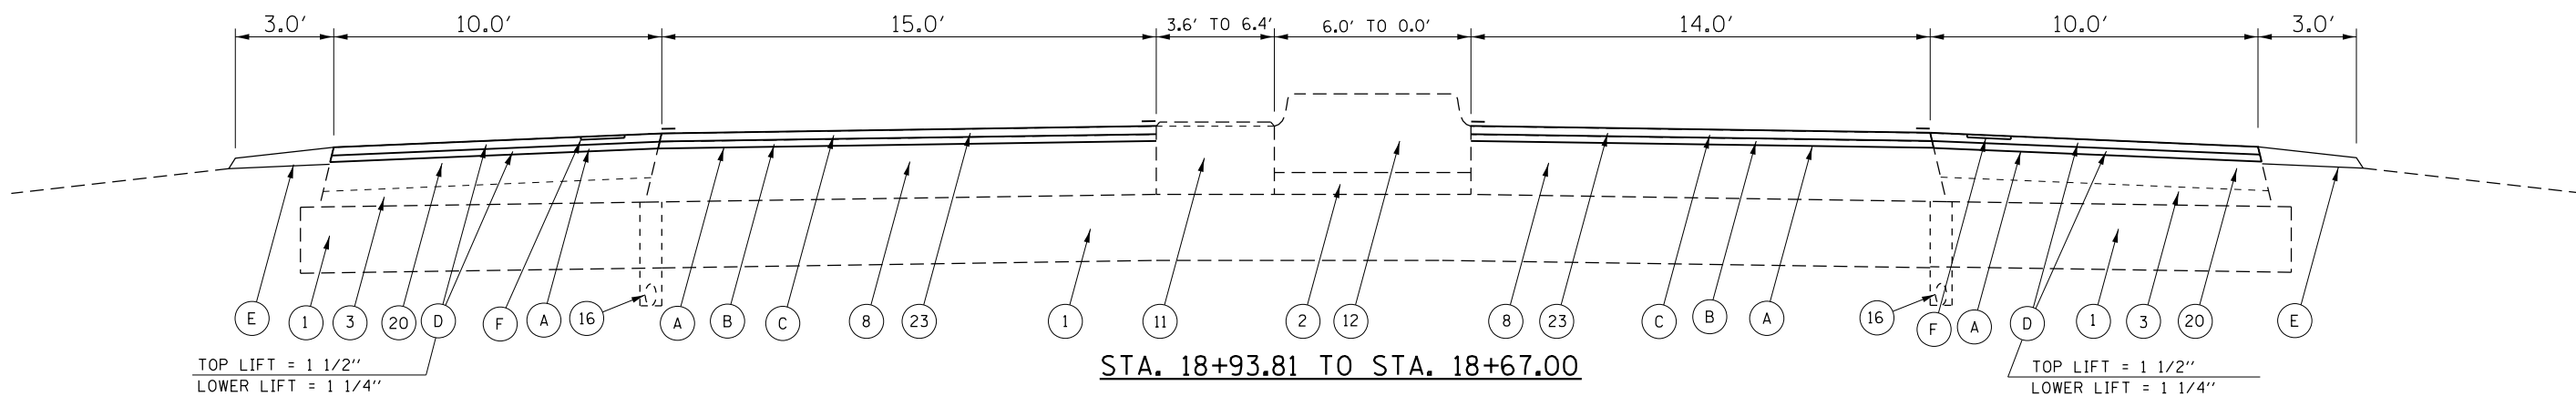 3.0' 10.0' 15.0' 3.6' TO 6.4' 6.0' TO 0.0' 14.0' 10.0' 3.0'
E 1 3 20 D F A 16 A B C 8 23 1 11 2 12 8 23 C B A 16 F A D 1 3 20 E
TOP LIFT = 1 1/2"
LOWER LIFT = 1 1/4"
STA. 18+93.81 TO STA. 18+67.00
TOP LIFT = 1 1/2"
LOWER LIFT = 1 1/4"